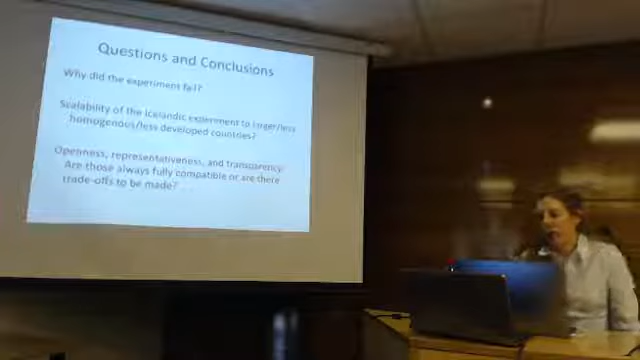 Questions and Conclusions
Why did the experiment fail?
Scalability of the Icelandic experiment to larger/less
homogenous/less developed countries?
Openness, representativeness, and transparency:
Are those always fully compatible or are there
trade-offs to be made?